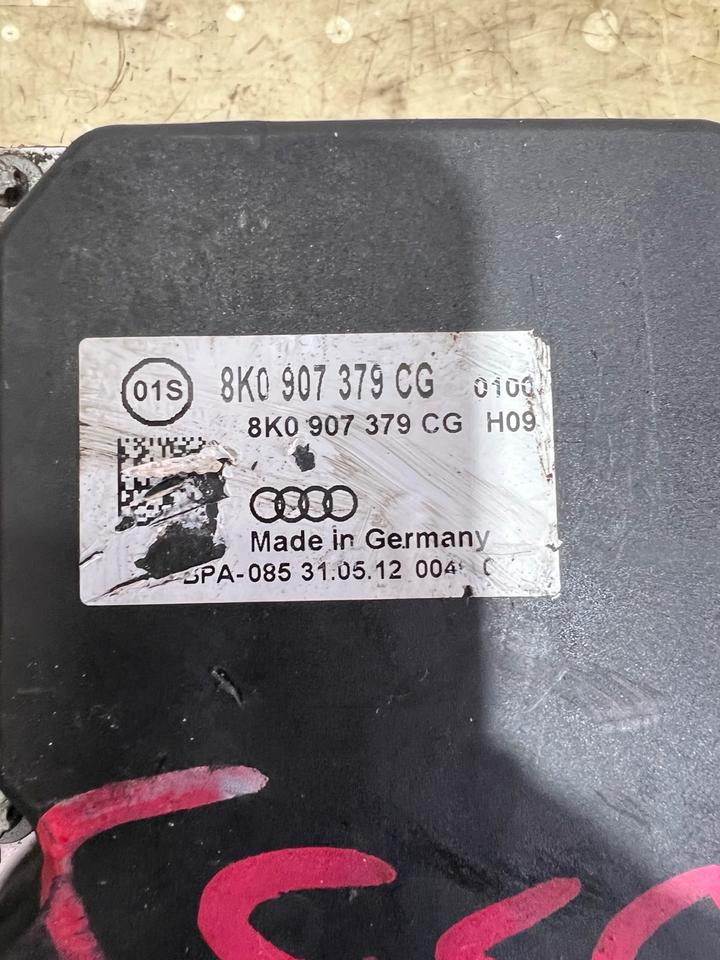 01S 8K0 907 379 CG 0100
8K0 907 379 CG H09
Made in Germany
BPA-085 31.05.12